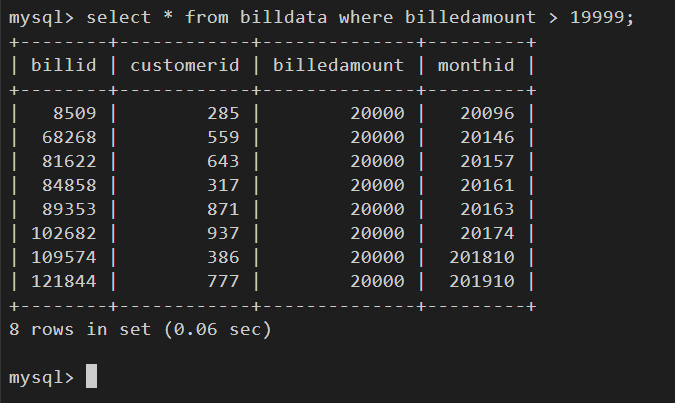 mysql> select * from billdata where billedamount > 19999;
+--------+------------+--------------+---------+
| billid | customerid | billedamount | monthid |
+--------+------------+--------------+---------+
|   8509 |        285 |        20000 |   20096 |
|  68268 |        559 |        20000 |   20146 |
|  81622 |        643 |        20000 |   20157 |
|  84858 |        317 |        20000 |   20161 |
|  89353 |        871 |        20000 |   20163 |
| 102682 |        937 |        20000 |   20174 |
| 109574 |        386 |        20000 |  201810 |
| 121844 |        777 |        20000 |  201910 |
+--------+------------+--------------+---------+
8 rows in set (0.06 sec)
mysql>